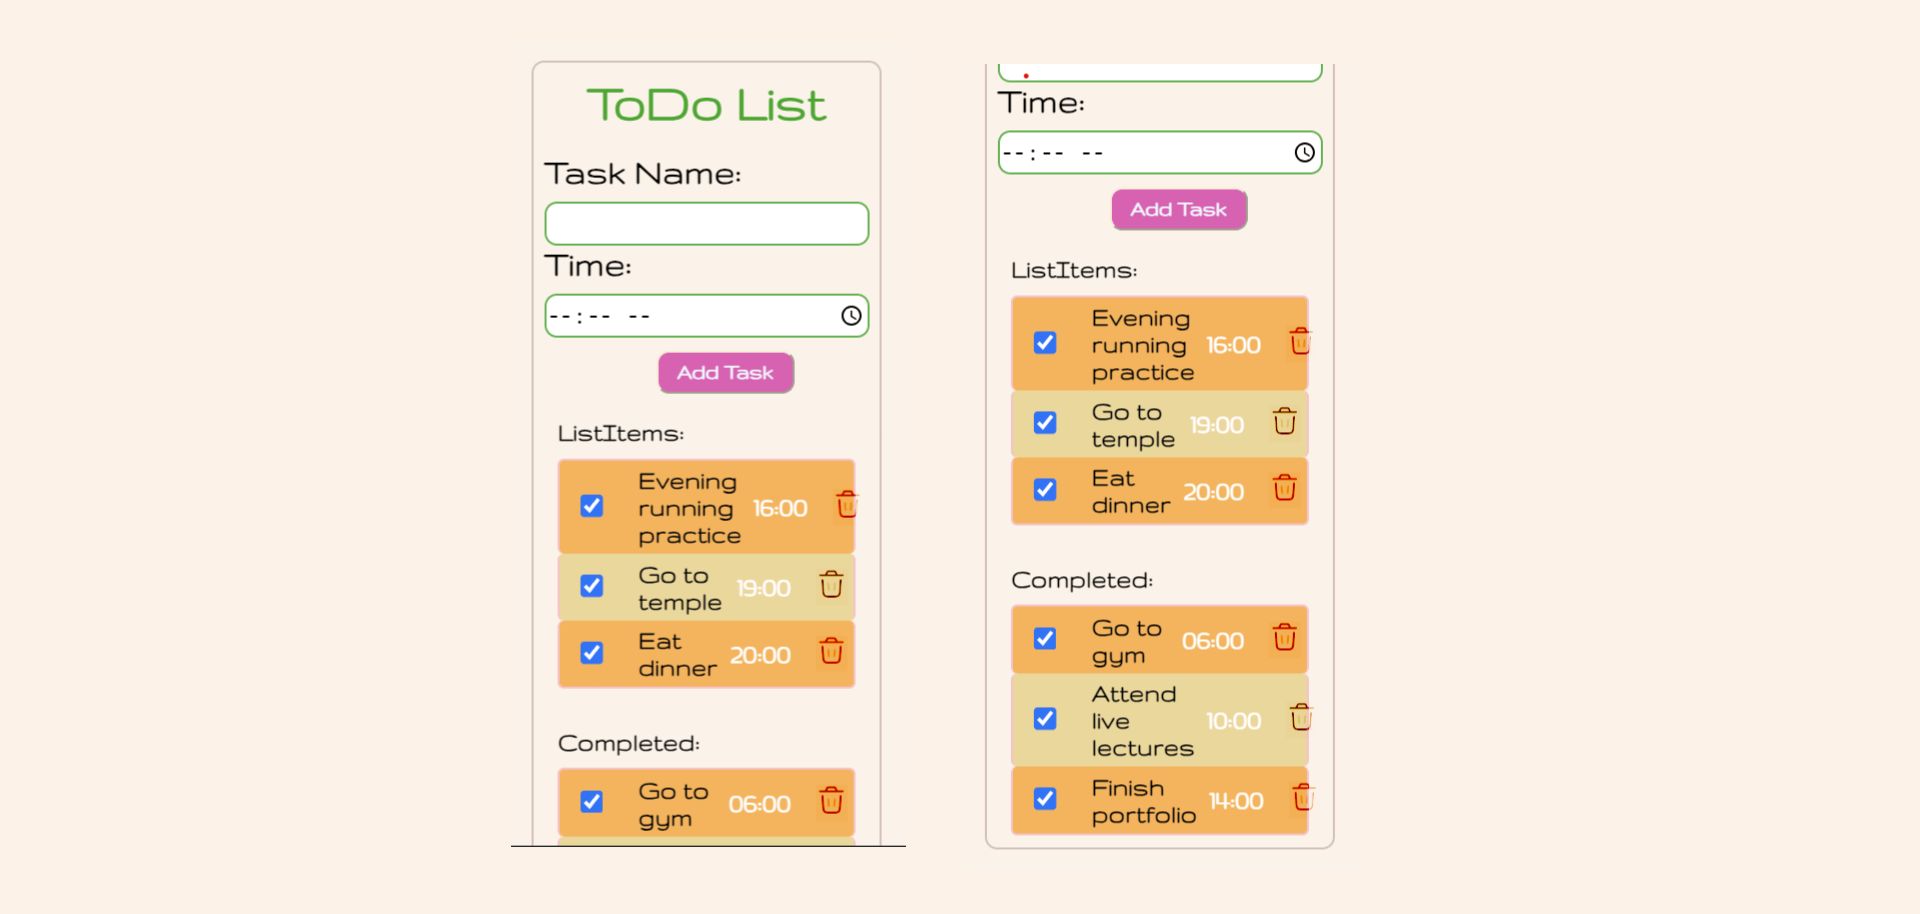 ToDo List
Task Name:
Time:
--:-- --
Add Task
ListItems:
Evening
running
practice
16:00
Go to
temple
19:00
Eat
dinner
20:00
Completed:
Go to
gym
06:00
Time:
--:-- --
Add Task
ListItems:
Evening
running
practice
16:00
Go to
temple
19:00
Eat
dinner
20:00
Completed:
Go to
gym
06:00
Attend
live
lectures
10:00
Finish
portfolio
14:00